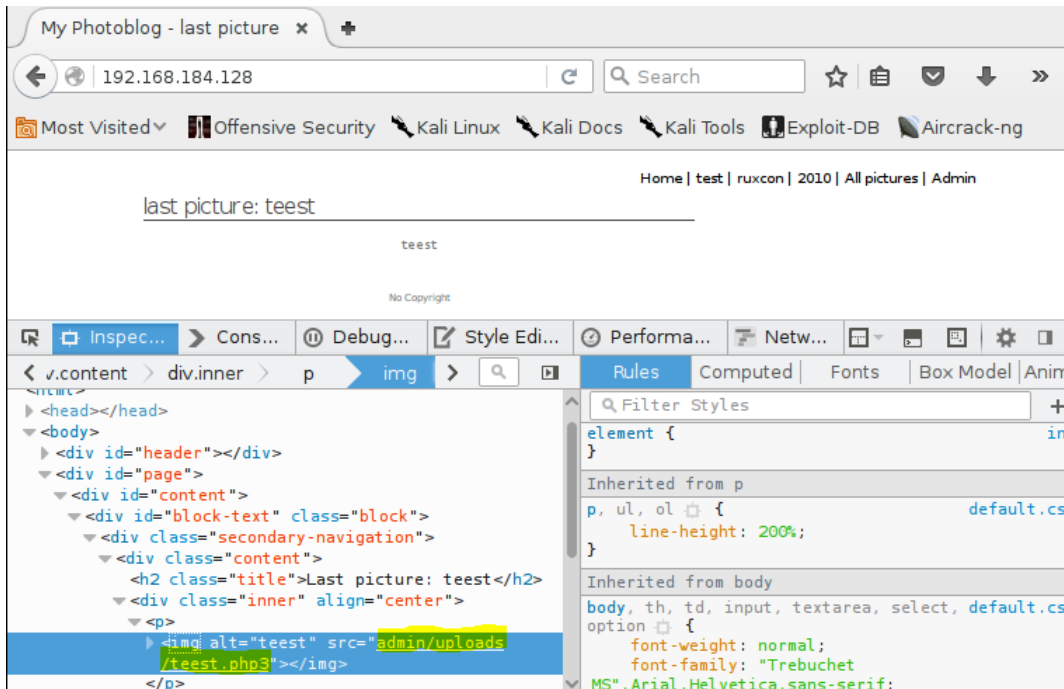 My Photoblog - last picture
192.168.184.128
Search
Most Visited Offensive Security Kali Linux Kali Docs Kali Tools Exploit-DB Aircrack-ng
Home | test | ruxcon | 2010 | All pictures | Admin
last picture: teest
teest
No Copyright
Inspec... Cons... Debug... Style Edi... Performa... Netw...
v.content div.inner p img
<html>
<head></head>
<body>
<div id="header"></div>
<div id="page">
<div id="content">
<div id="block-text" class="block">
<div class="secondary-navigation">
<div class="content">
<h2 class="title">Last picture: teest</h2>
<div class="inner" align="center">
<p>
<img alt="teest" src="admin/uploads
/teest.php3"></img>
</p>
Rules Computed Fonts Box Model Anim
Filter Styles
element { in
}
Inherited from p
p, ul, ol { default.cs
line-height: 200%;
}
Inherited from body
body, th, td, input, textarea, select, default.cs
option {
font-weight: normal;
font-family: "Trebuchet
MS",Arial,Helvetica,sans-serif;